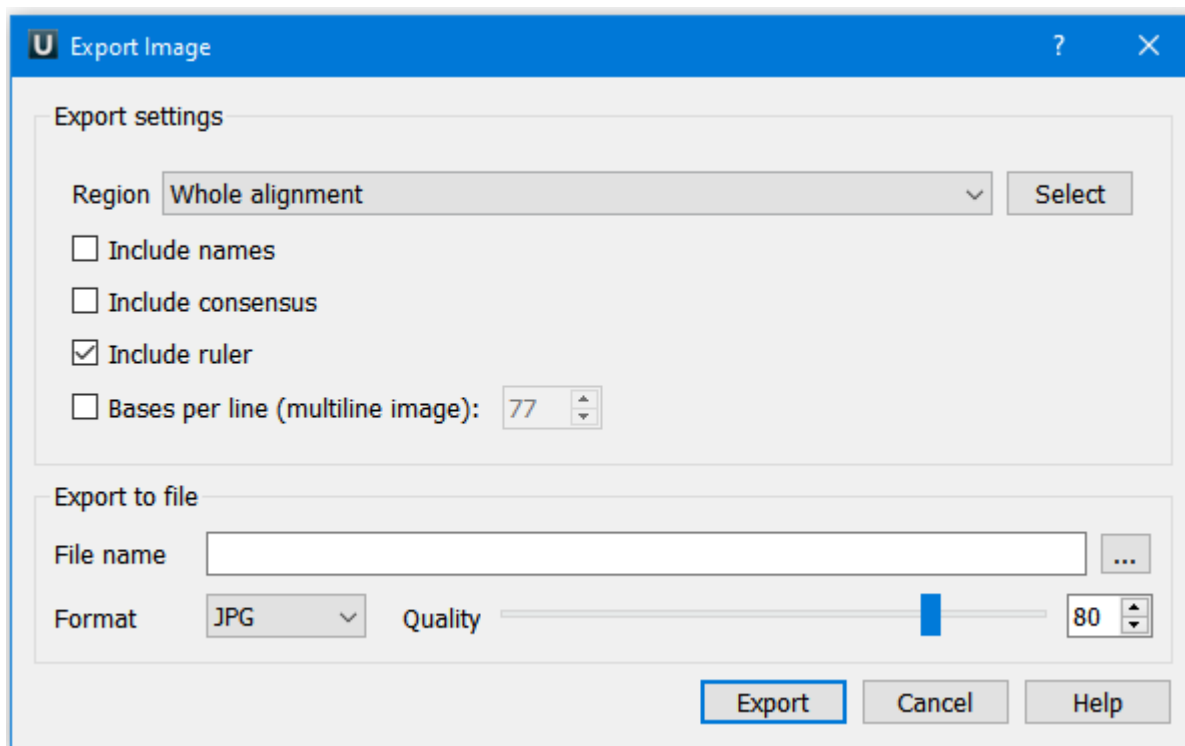 U Export Image ? ×
Export settings
Region Whole alignment Select
Include names
Include consensus
Include ruler
Bases per line (multiline image): 77
Export to file
File name ...
Format JPG Quality 80
Export Cancel Help